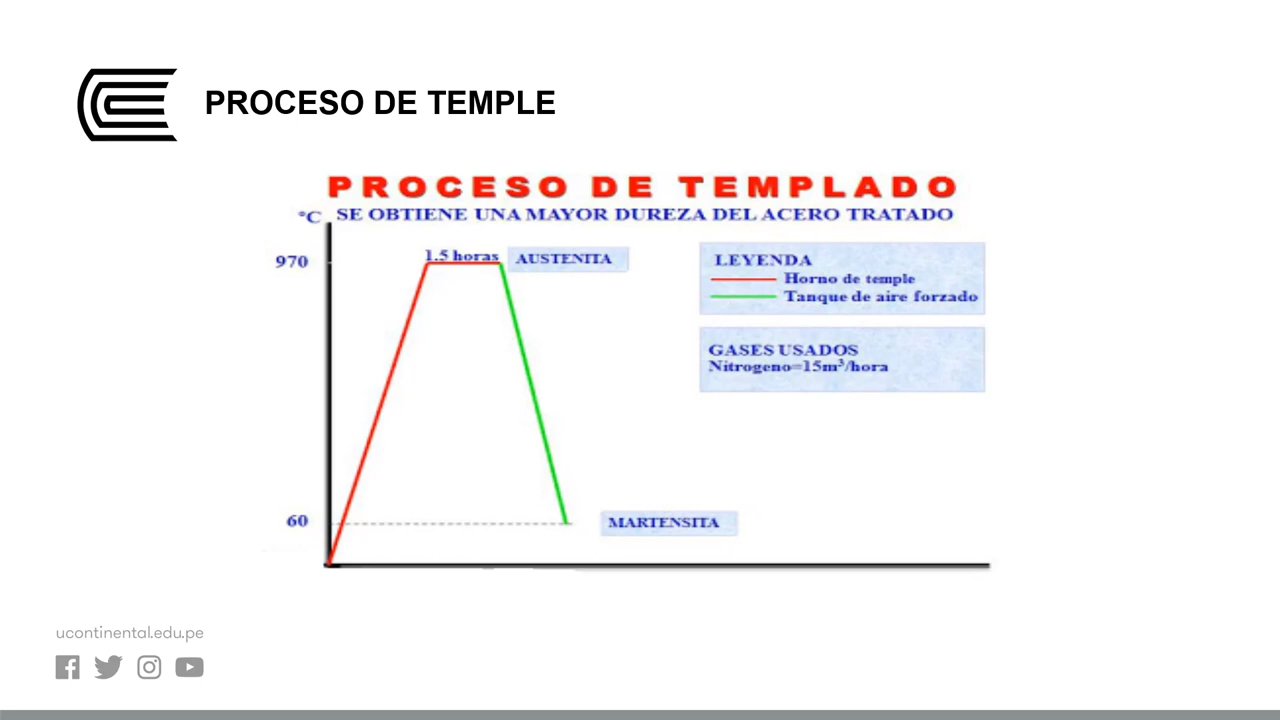 PROCESO DE TEMPLE
PROCESO DE TEMPLADO
°C SE OBTIENE UNA MAYOR DUREZA DEL ACERO TRATADO
970
1.5 horas
AUSTENITA
LEYENDA
Horno de temple
Tanque de aire forzado
GASES USADOS
Nitrogeno=15m³/hora
60
MARTENSITA
ucontinental.edu.pe